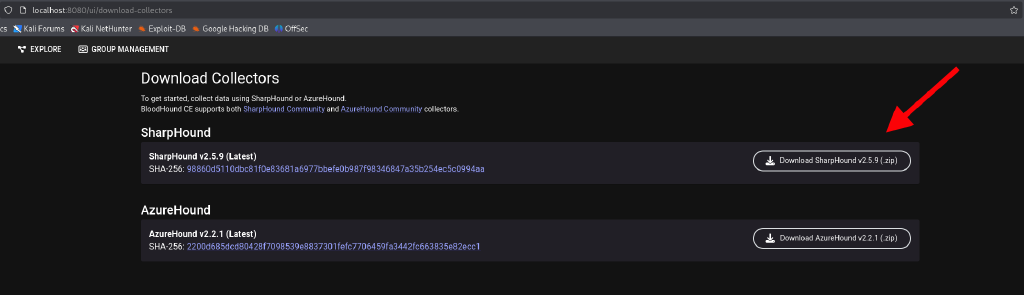 localhost:8080/ui/download-collectors
cs Kali Forums Kali NetHunter Exploit-DB Google Hacking DB OffSec
EXPLORE GROUP MANAGEMENT
Download Collectors
To get started, collect data using SharpHound or AzureHound.
BloodHound CE supports both SharpHound Community and AzureHound Community collectors.
SharpHound
SharpHound v2.5.9 (Latest)
SHA-256: 98860d5110dbc81f0e83681a6977bbefe0b987f98346847a35b254ec5c0994aa
Download SharpHound v2.5.9 (.zip)
AzureHound
AzureHound v2.2.1 (Latest)
SHA-256: 2200d685dcd80428f7098539e8837301fefc7706459fa3442fc663835e82ecc1
Download AzureHound v2.2.1 (.zip)